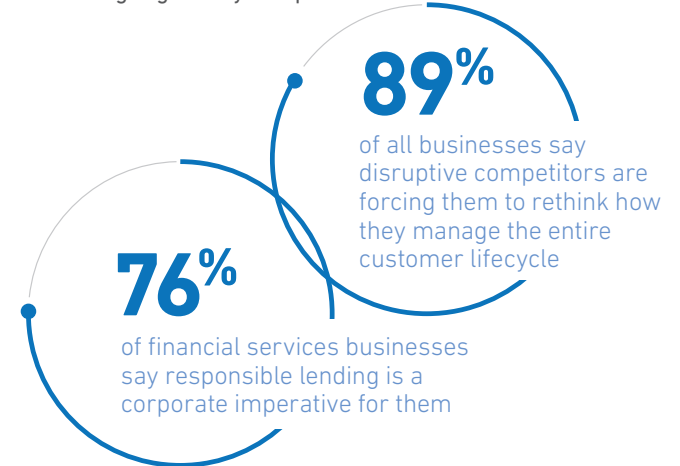 89%
of all businesses say
disruptive competitors are
forcing them to rethink how
they manage the entire
customer lifecycle
76%
of financial services businesses
say responsible lending is a
corporate imperative for them